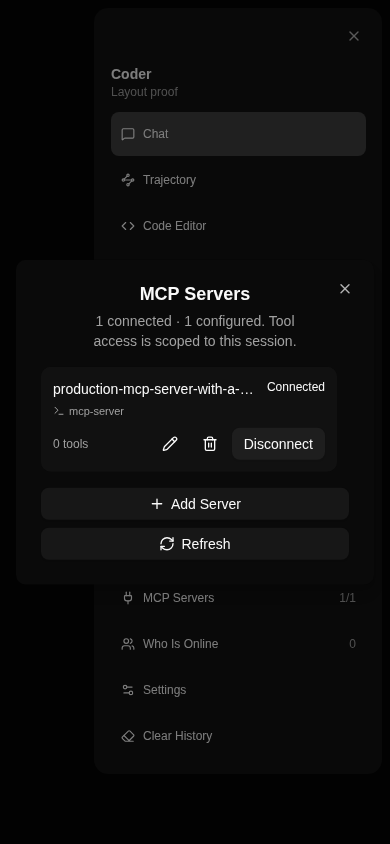 Coder
Layout proof
Chat
Trajectory
Code Editor
MCP Servers
1 connected · 1 configured. Tool
access is scoped to this session.
production-mcp-server-with-a-…
Connected
mcp-server
0 tools
Disconnect
Add Server
Refresh
MCP Servers
1/1
Who Is Online
0
Settings
Clear History